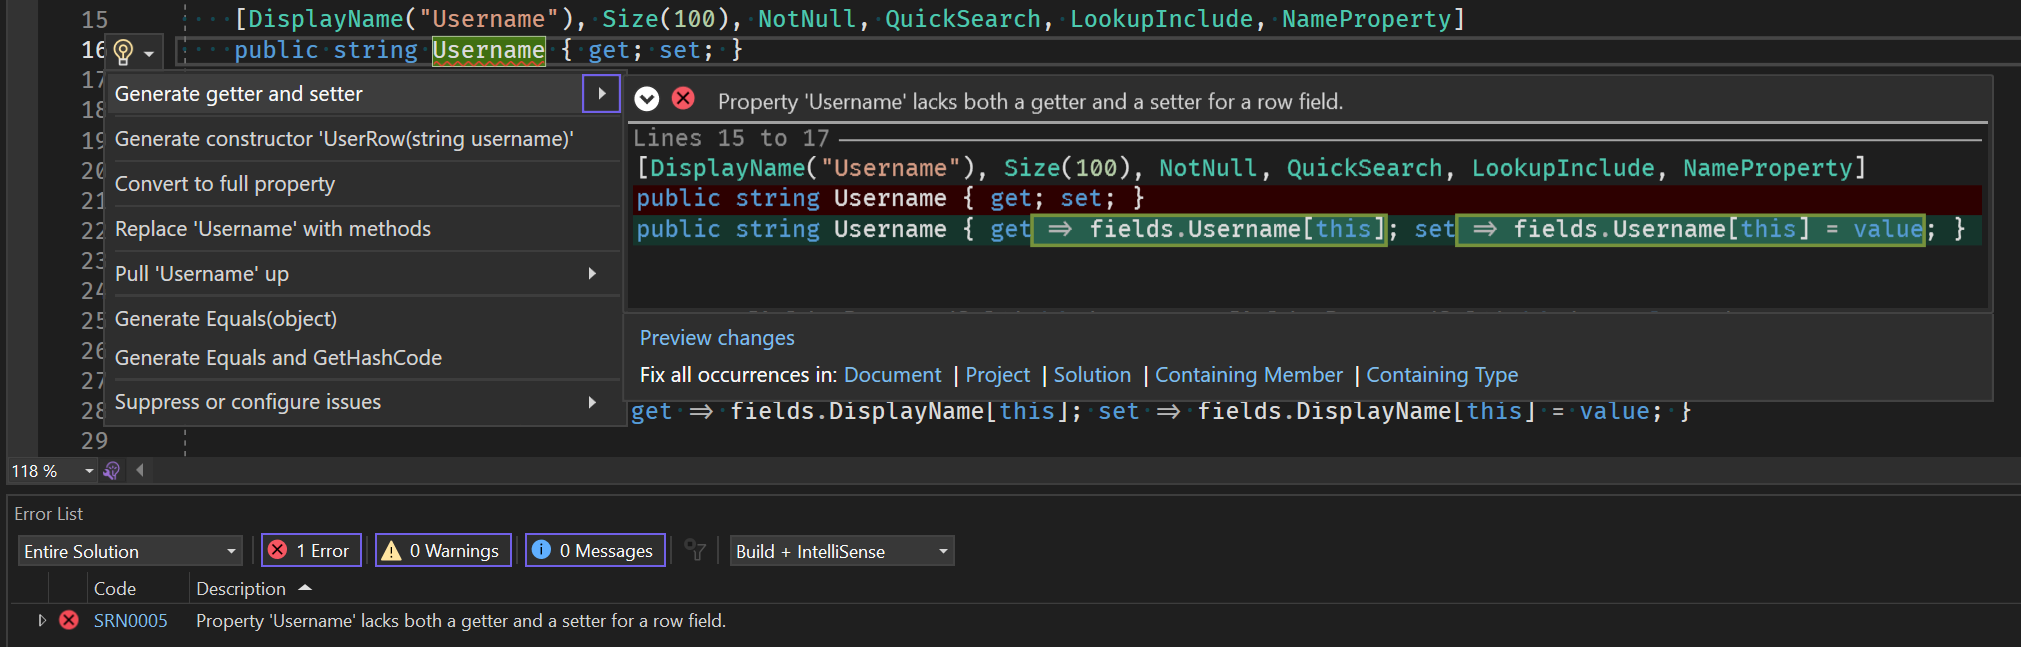 15 [DisplayName("Username"), Size(100), NotNull, QuickSearch, LookupInclude, NameProperty]
16 public string Username { get; set; }
17
Generate getter and setter
18
Generate constructor 'UserRow(string username)'
19
20
Convert to full property
21
22
Replace 'Username' with methods
23
Pull 'Username' up
24
25
Generate Equals(object)
26
Generate Equals and GetHashCode
27
Suppress or configure issues
Property 'Username' lacks both a getter and a setter for a row field.
Lines 15 to 17
[DisplayName("Username"), Size(100), NotNull, QuickSearch, LookupInclude, NameProperty]
public string Username { get; set; }
public string Username { get => fields.Username[this]; set => fields.Username[this] = value; }
Preview changes
Fix all occurrences in: Document | Project | Solution | Containing Member | Containing Type
28 get => fields.DisplayName[this]; set => fields.DisplayName[this] = value; }
29
118 %
Error List
Entire Solution 1 Error 0 Warnings 0 Messages Build + IntelliSense
Code Description
SRN0005 Property 'Username' lacks both a getter and a setter for a row field.